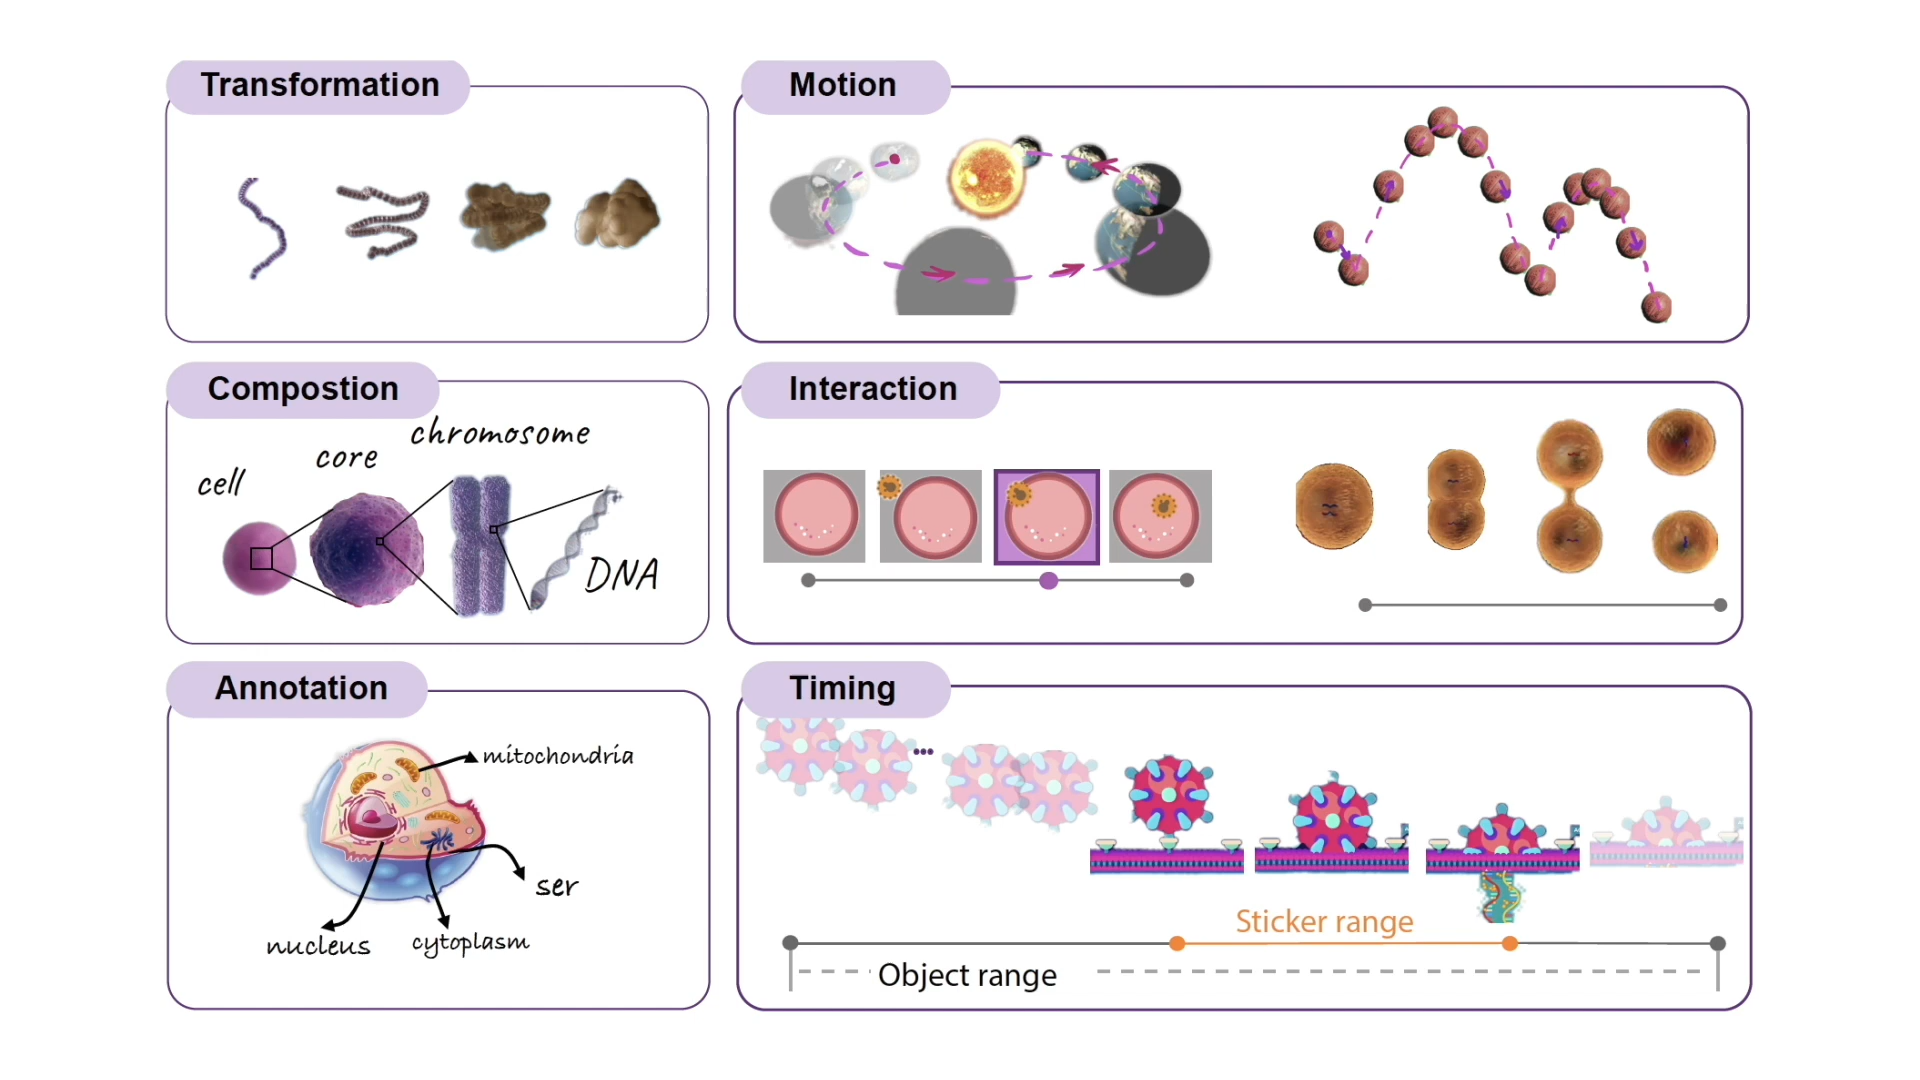 Transformation
Motion
Compostion
cell
core
chromosome
DNA
Interaction
Annotation
mitochondria
ser
nucleus
cytoplasm
Timing
Sticker range
Object range